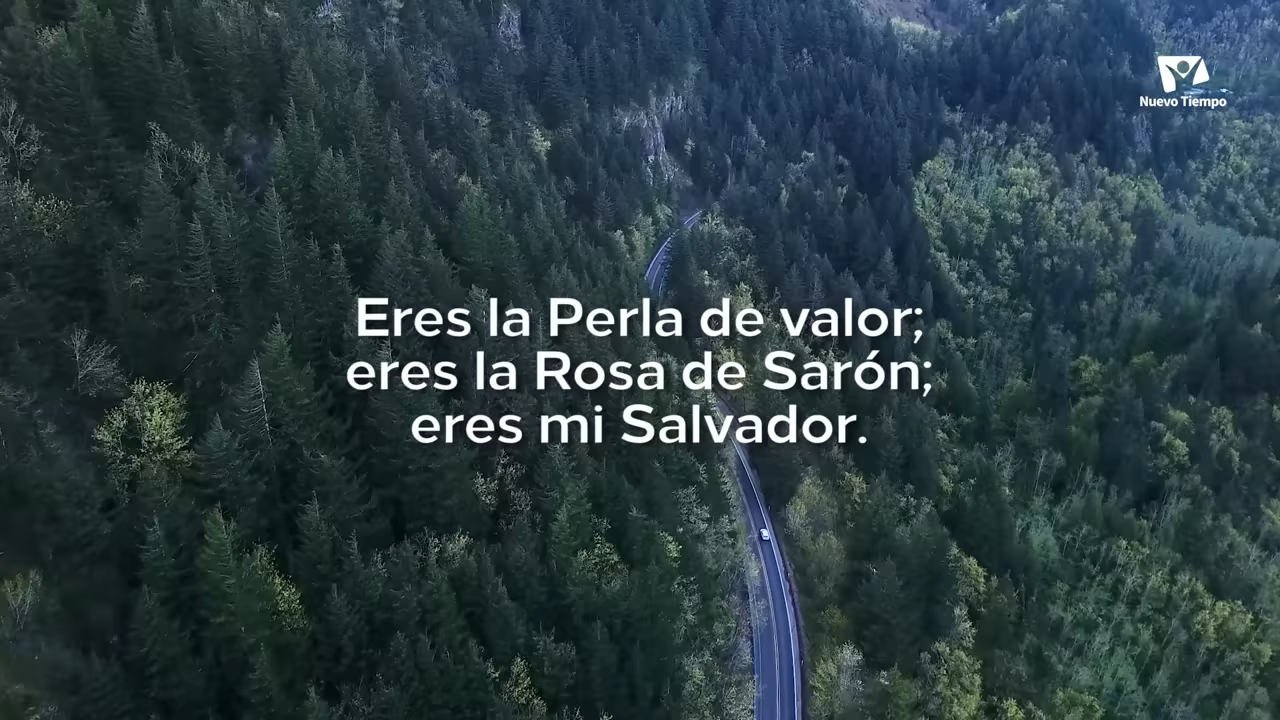 Nuevo Tiempo
Eres la Perla de valor;
eres la Rosa de Sarón;
eres mi Salvador.